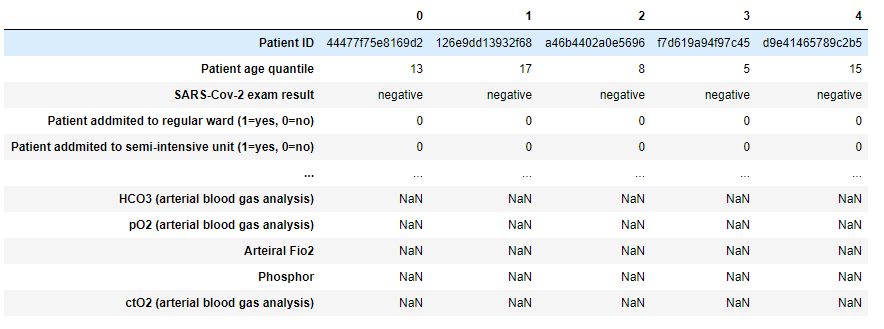 0 1 2 3 4
Patient ID 44477f75e8169d2 126e9dd13932f68 a46b4402a0e5696 f7d619a94f97c45 d9e41465789c2b5
Patient age quantile 13 17 8 5 15
SARS-Cov-2 exam result negative negative negative negative negative
Patient addmited to regular ward (1=yes, 0=no) 0 0 0 0 0
Patient addmited to semi-intensive unit (1=yes, 0=no) 0 0 0 0 0
... ... ... ... ... ...
HCO3 (arterial blood gas analysis) NaN NaN NaN NaN NaN
pO2 (arterial blood gas analysis) NaN NaN NaN NaN NaN
Arteiral Fio2 NaN NaN NaN NaN NaN
Phosphor NaN NaN NaN NaN NaN
ctO2 (arterial blood gas analysis) NaN NaN NaN NaN NaN